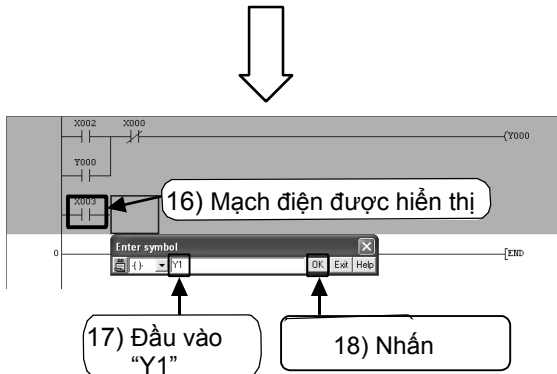 X002 X000
(Y000
Y000
X003
16) Mạch điện được hiển thị
Enter symbol
0 [END
Y1 OK Exit Help
17) Đầu vào
“Y1”
18) Nhấn